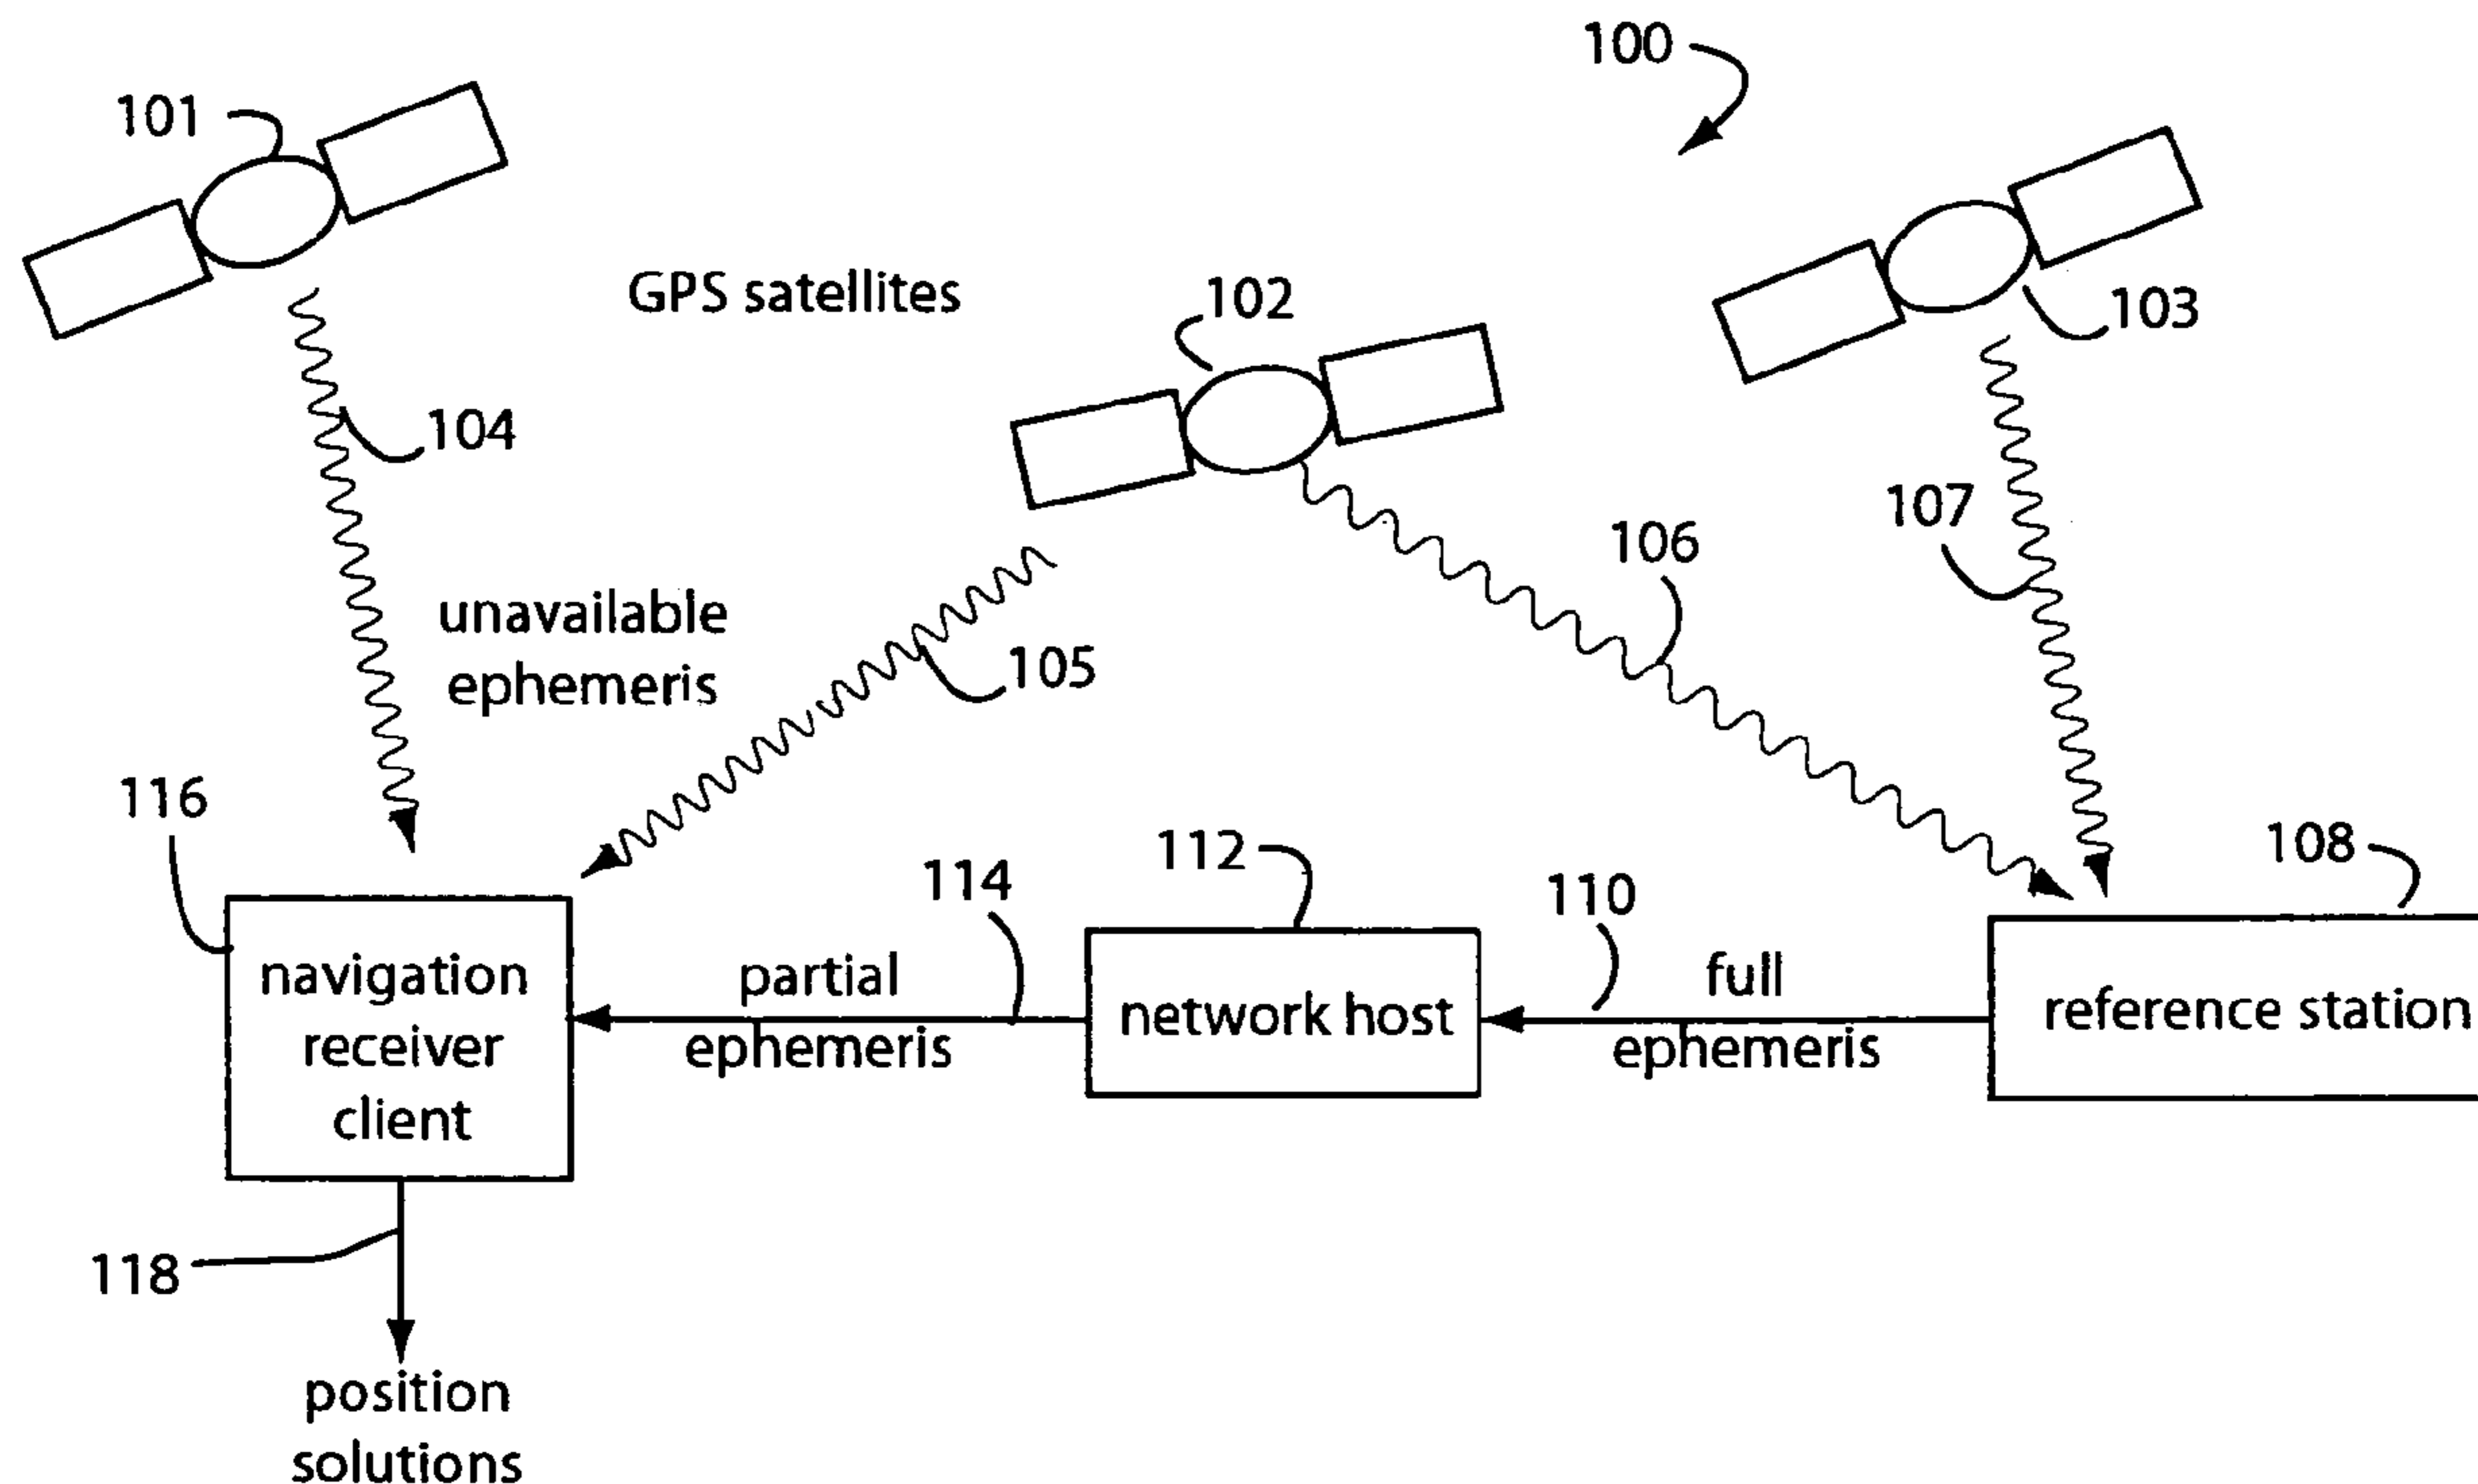 100
101
103
GPS satellites
102
104
107
106
unavailable
ephemeris
105
116
112
108
114
110
navigation
receiver
client
partial
ephemeris
network host
full
ephemeris
reference station
118
position
solutions